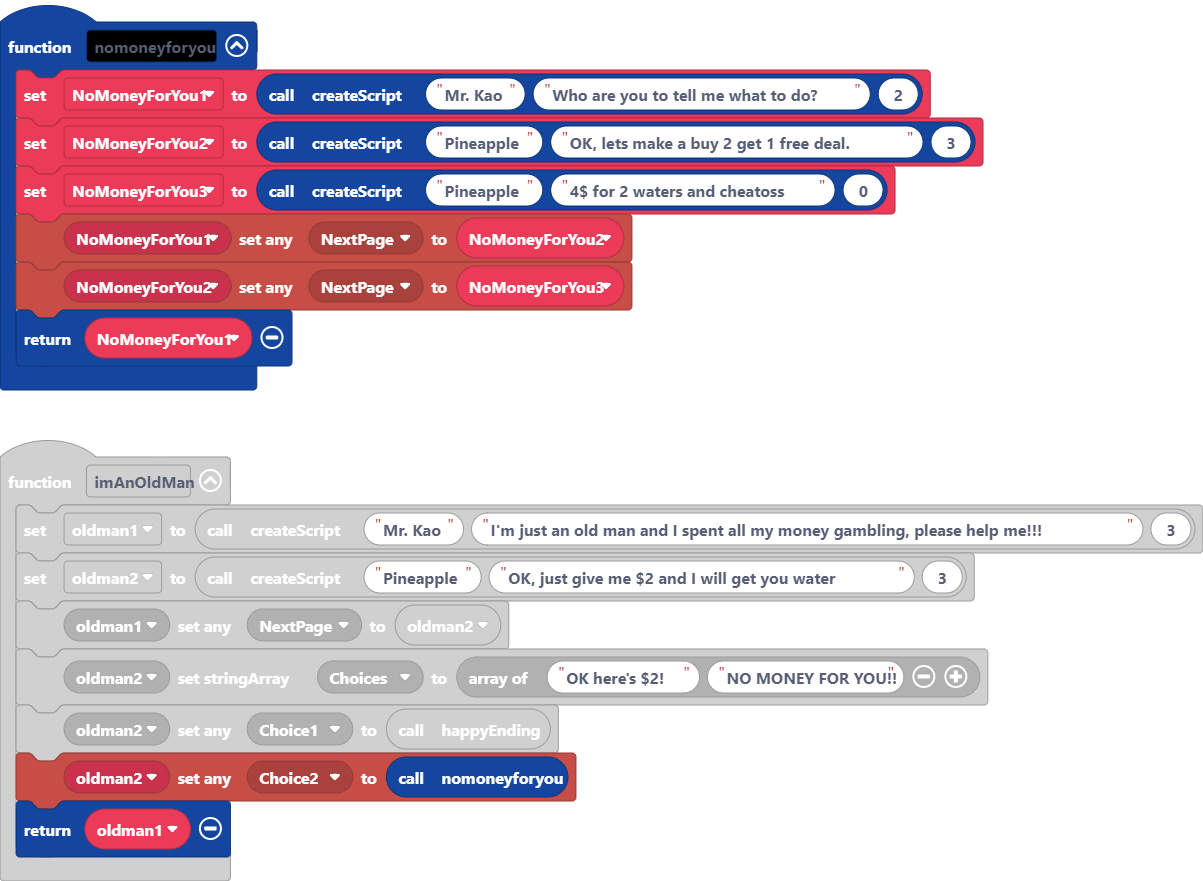 function nomoneyforyou
set NoMoneyForYou1 to call createScript "Mr. Kao" "Who are you to tell me what to do?" 2
set NoMoneyForYou2 to call createScript "Pineapple" "OK, lets make a buy 2 get 1 free deal." 3
set NoMoneyForYou3 to call createScript "Pineapple" "4$ for 2 waters and cheatoss" 0
NoMoneyForYou1 set any NextPage to NoMoneyForYou2
NoMoneyForYou2 set any NextPage to NoMoneyForYou3
return NoMoneyForYou1
function imAnOldMan
set oldman1 to call createScript "Mr. Kao" "I'm just an old man and I spent all my money gambling, please help me!!!" 3
set oldman2 to call createScript "Pineapple" "OK, just give me $2 and I will get you water" 3
oldman1 set any NextPage to oldman2
oldman2 set stringArray Choices to array of "OK here's $2!" "NO MONEY FOR YOU!!"
oldman2 set any Choice1 to call happyEnding
oldman2 set any Choice2 to call nomoneyforyou
return oldman1